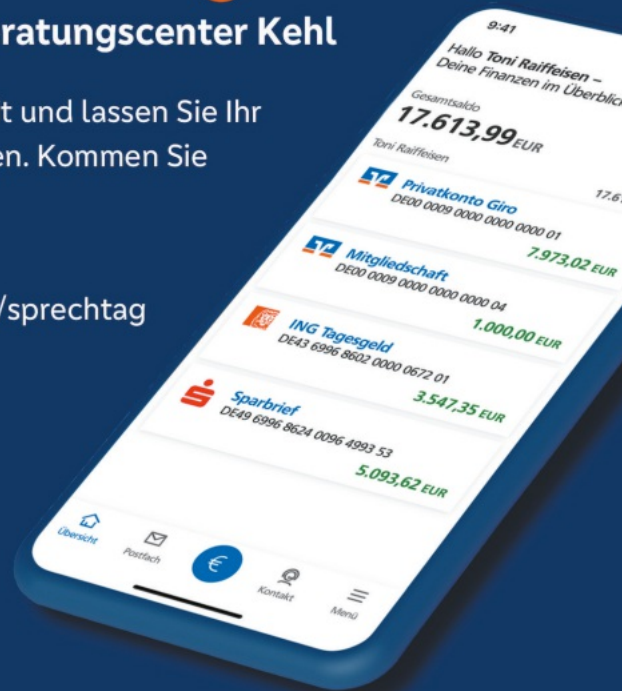 ratungscenter Kehl
t und lassen Sie Ihr
en. Kommen Sie
/sprechtag
9:41
Hallo Toni Raiffeisen –
Deine Finanzen im Überblick
Gesamtsaldo
17.613,99 EUR
Toni Raiffeisen
17.61
Privatkonto Giro
DE00 0009 0000 0000 0000 01
7.973,02 EUR
Mitgliedschaft
DE00 0009 0000 0000 0000 04
1.000,00 EUR
ING Tagesgeld
DE43 6996 8602 0000 0672 01
3.547,35 EUR
Sparbrief
DE49 6996 8624 0096 4993 53
5.093,62 EUR
Übersicht
Postfach
€
Kontakt
Menü